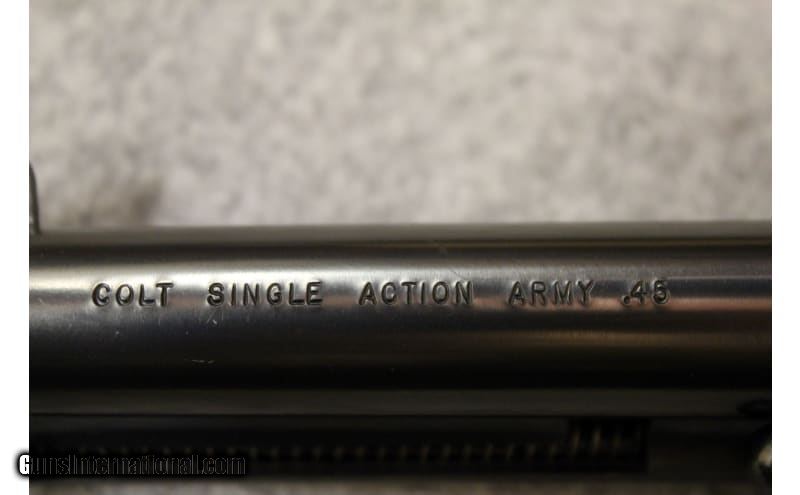 COLT SINGLE ACTION ARMY .45
GunsInternational.com